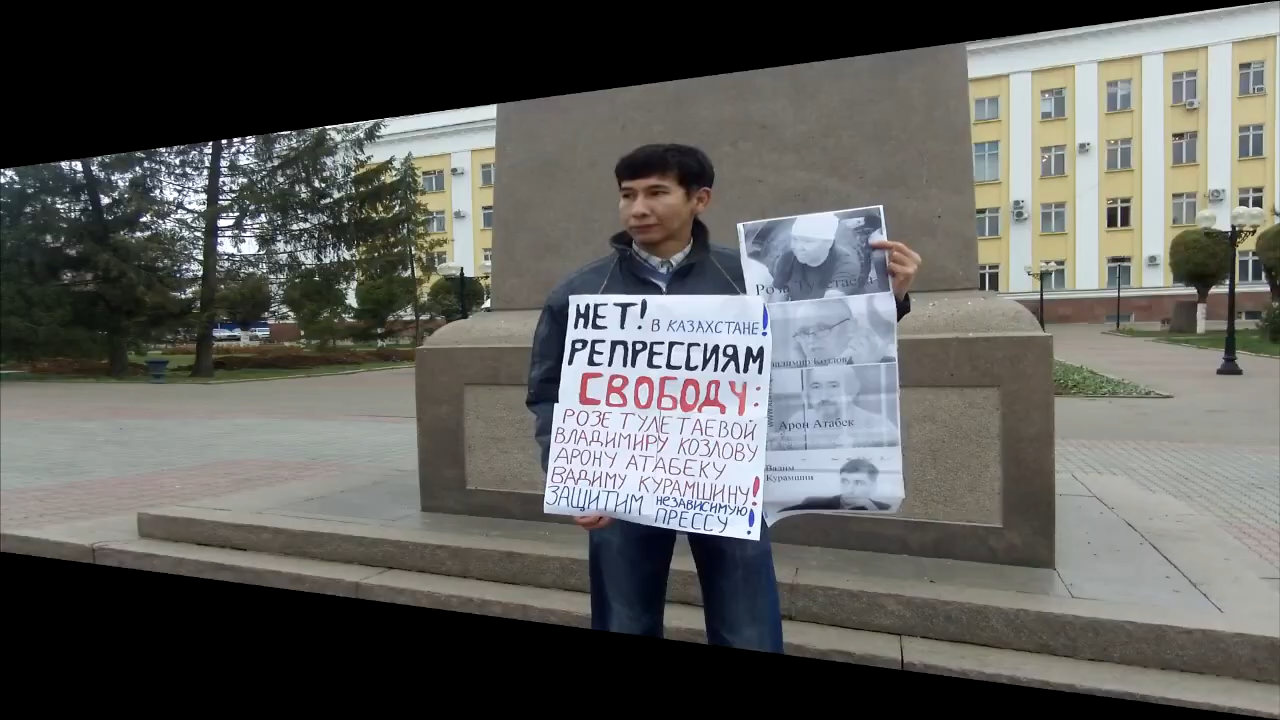 НЕТ! В КАЗАХСТАНЕ!
РЕПРЕССИЯМ
СВОБОДУ:
РОЗЕ ТУЛЕТАЕВОЙ
ВЛАДИМИРУ КОЗЛОВУ
АРОНУ АТАБЕКУ
ВАДИМУ КУРАМШИНУ!
ЗАЩИТИМ НЕЗАВИСИМУЮ
ПРЕССУ!
Роза Тулетаева
Владимир Козлов
Арон Атабек
Вадим
Курамшин